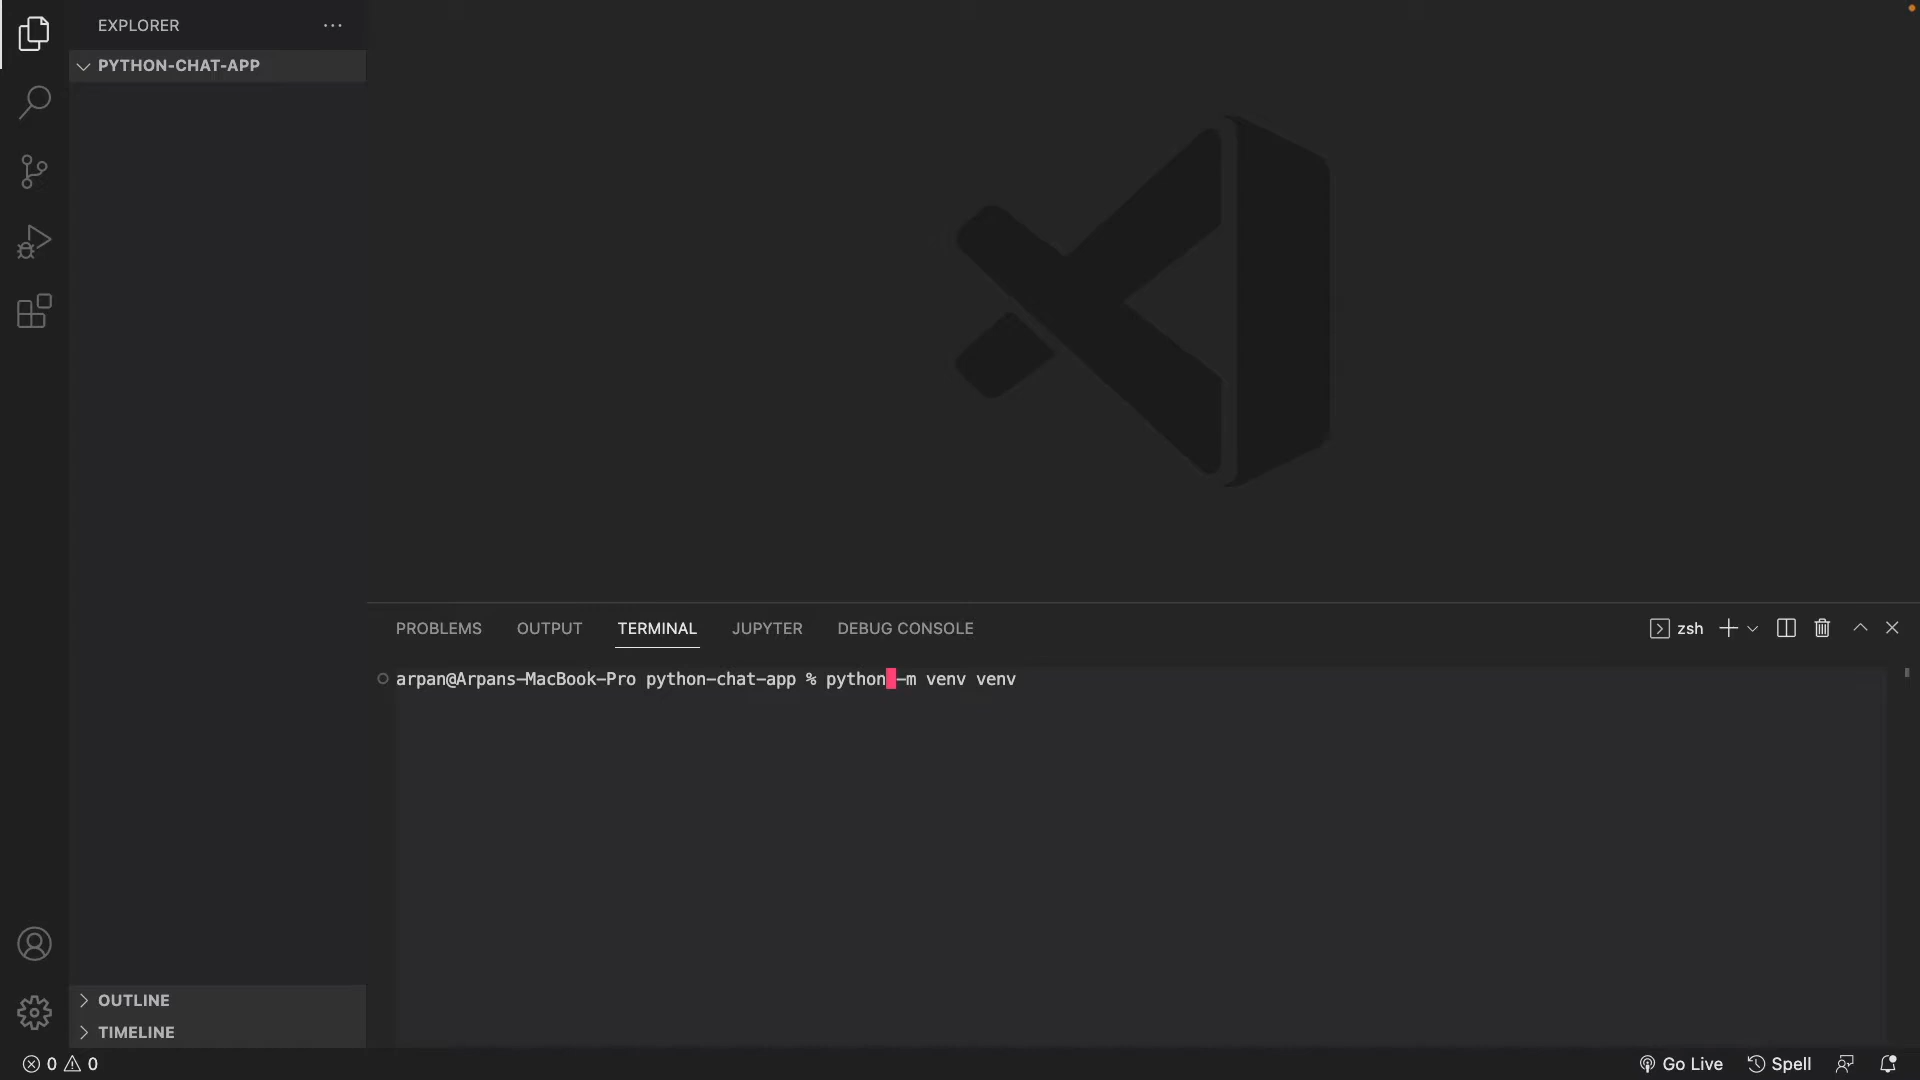 EXPLORER
PYTHON-CHAT-APP
PROBLEMS OUTPUT TERMINAL JUPYTER DEBUG CONSOLE zsh
arpan@Arpans-MacBook-Pro python-chat-app % python -m venv venv
OUTLINE
TIMELINE
0 0 Go Live Spell